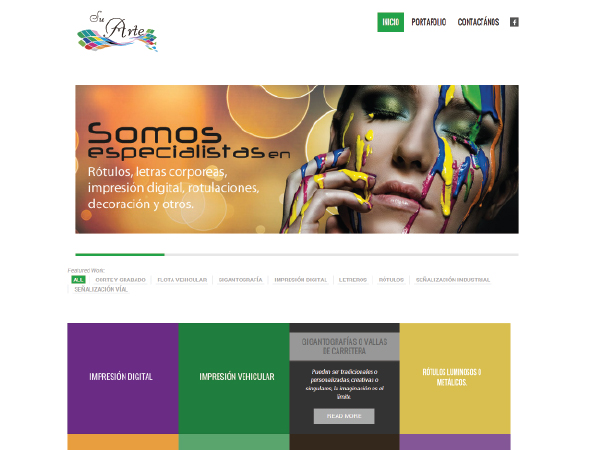 Su Arte
INICIO PORTAFOLIO CONTACTÁNOS f
Somos
especialistas en
Rótulos, letras corporeas,
impresión digital, rotulaciones,
decoración y otros.
Featured Work:
ALL CORTE Y GRABADO FLOTA VEHICULAR GIGANTOGRAFÍA IMPRESIÓN DIGITAL LETREROS RÓTULOS SEÑALIZACIÓN INDUSTRIAL
SEÑALIZACIÓN VÍAL
IMPRESIÓN DIGITAL
IMPRESIÓN VEHICULAR
GIGANTOGRAFÍAS O VALLAS
DE CARRETERA
Pueden ser tradicionales o
personalizadas, creativas o
singulares, la imaginación es el
límite.
READ MORE
RÓTULOS LUMINOSOS O
METÁLICOS.